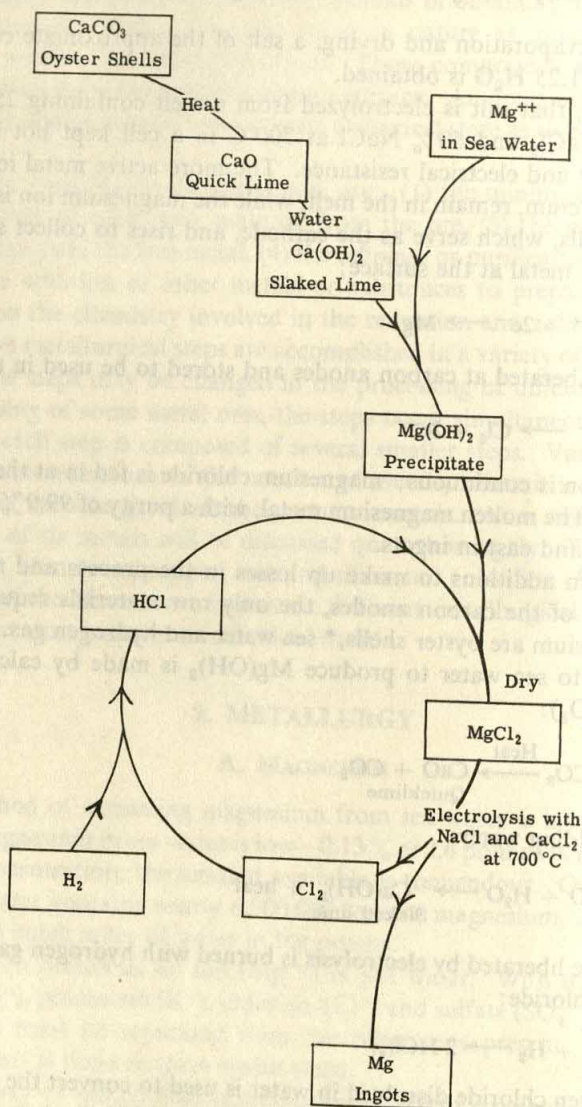 CaCO₃
Oyster Shells
Heat
CaO
Quick Lime
Water
Ca(OH)₂
Slaked Lime
Mg⁺⁺
in Sea Water
Mg(OH)₂
Precipitate
HCl
Dry
MgCl₂
Electrolysis with
NaCl and CaCl₂
at 700 °C
H₂
Cl₂
Mg
Ingots